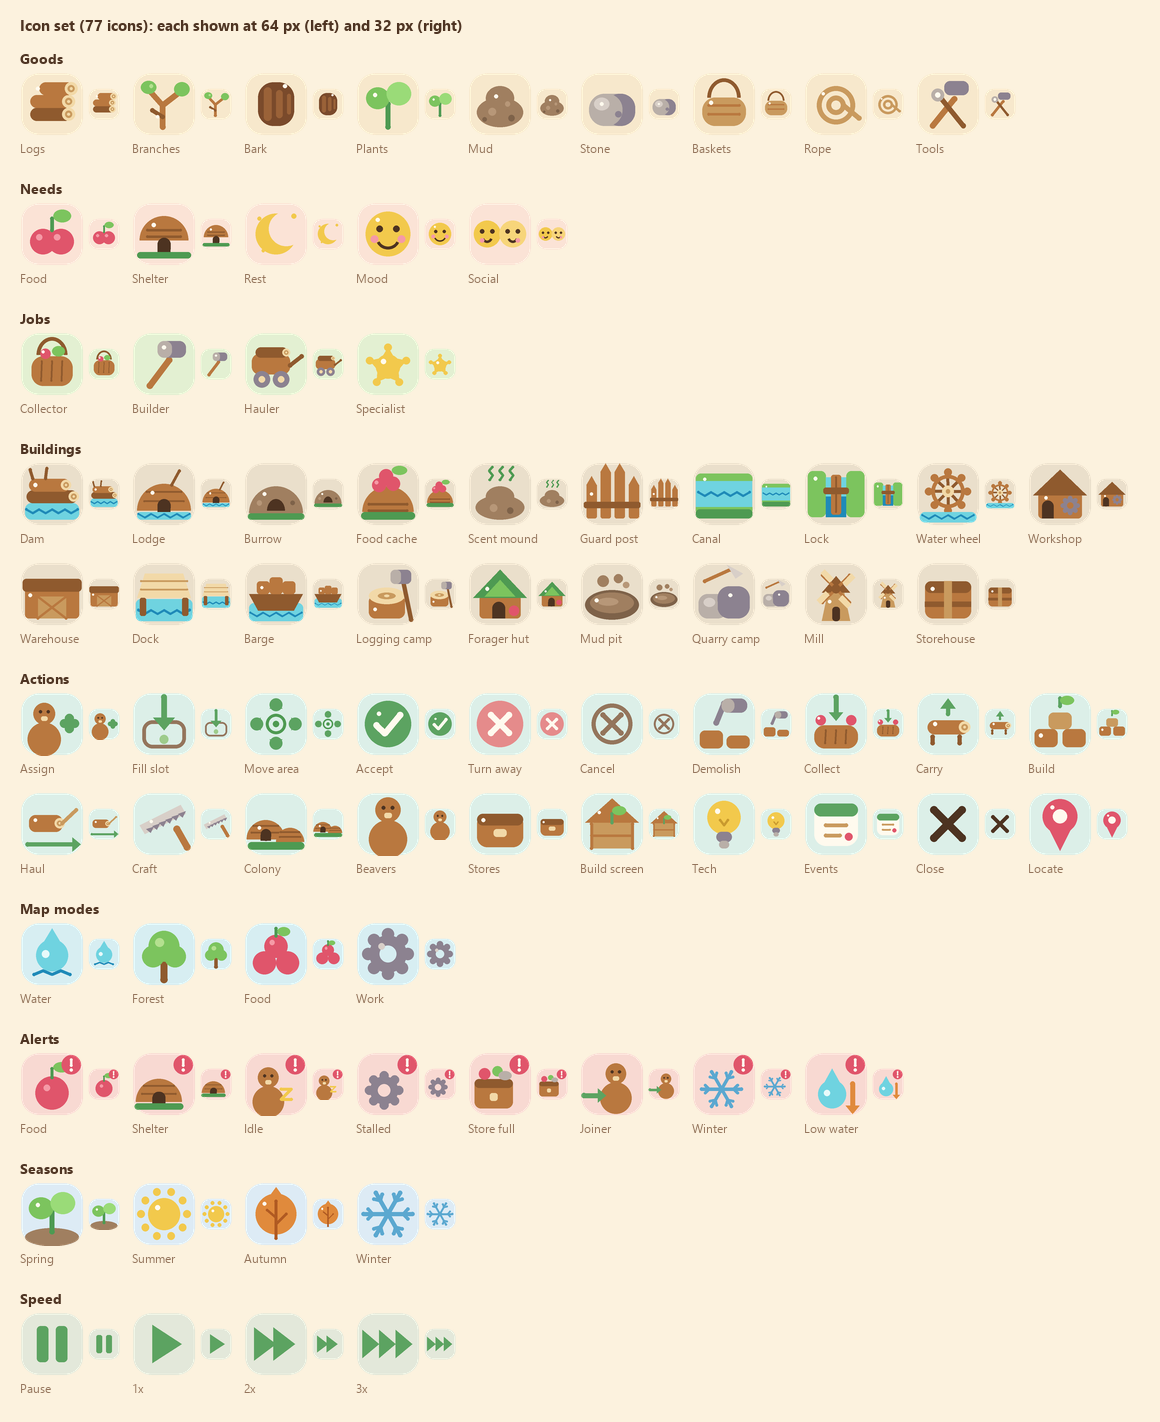 Icon set (77 icons): each shown at 64 px (left) and 32 px (right)
Goods
Logs Branches Bark Plants Mud Stone Baskets Rope Tools
Needs
Food Shelter Rest Mood Social
Jobs
Collector Builder Hauler Specialist
Buildings
Dam Lodge Burrow Food cache Scent mound Guard post Canal Lock Water wheel Workshop
Warehouse Dock Barge Logging camp Forager hut Mud pit Quarry camp Mill Storehouse
Actions
Assign Fill slot Move area Accept Turn away Cancel Demolish Collect Carry Build
Haul Craft Colony Beavers Stores Build screen Tech Events Close Locate
Map modes
Water Forest Food Work
Alerts
Food Shelter Idle Stalled Store full Joiner Winter Low water
Seasons
Spring Summer Autumn Winter
Speed
Pause 1x 2x 3x